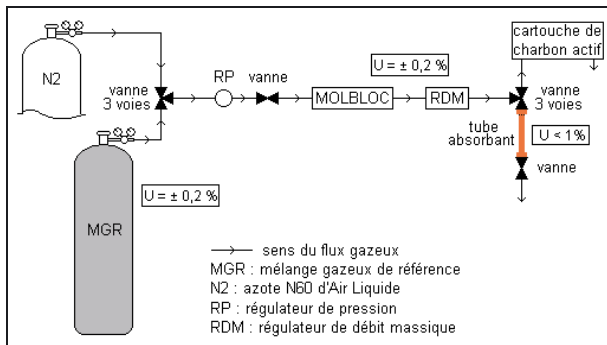 N2
vanne
3 voies
RP
vanne
U = ± 0,2 %
MOLBLOC
RDM
cartouche de
charbon actif
vanne
3 voies
tube
absorbant
U < 1%
vanne
MGR
U = ± 0,2 %
sens du flux gazeux
MGR : mélange gazeux de référence
N2 : azote N60 d'Air Liquide
RP : régulateur de pression
RDM : régulateur de débit massique